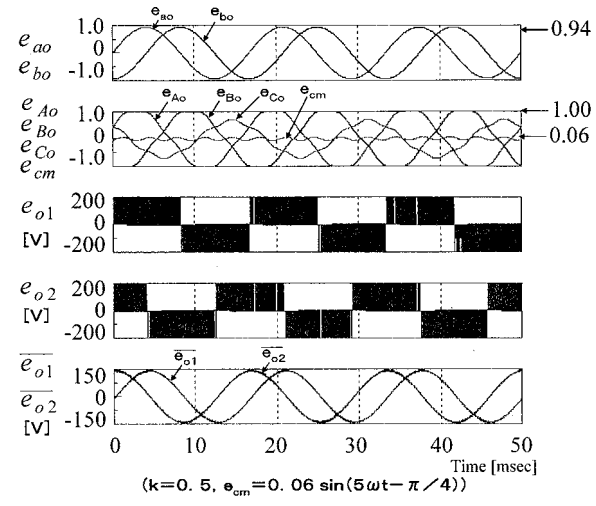 e_ao e_bo
e_ao 1.0 0.94
0
e_bo -1.0
e_Ao e_Bo e_Co e_cm
e_Ao 1.0 1.00
e_Bo 0 0.06
e_Co
e_cm -1.0
e_o1 200
0
[V] -200
e_o2 200
0
[V] -200
e_o1 e_o2
e_o1 150
0
e_o2 -150
[V]
0 10 20 30 40 50
Time [msec]
(k=0.5, e_cm=0.06 sin(5ωt−π/4))